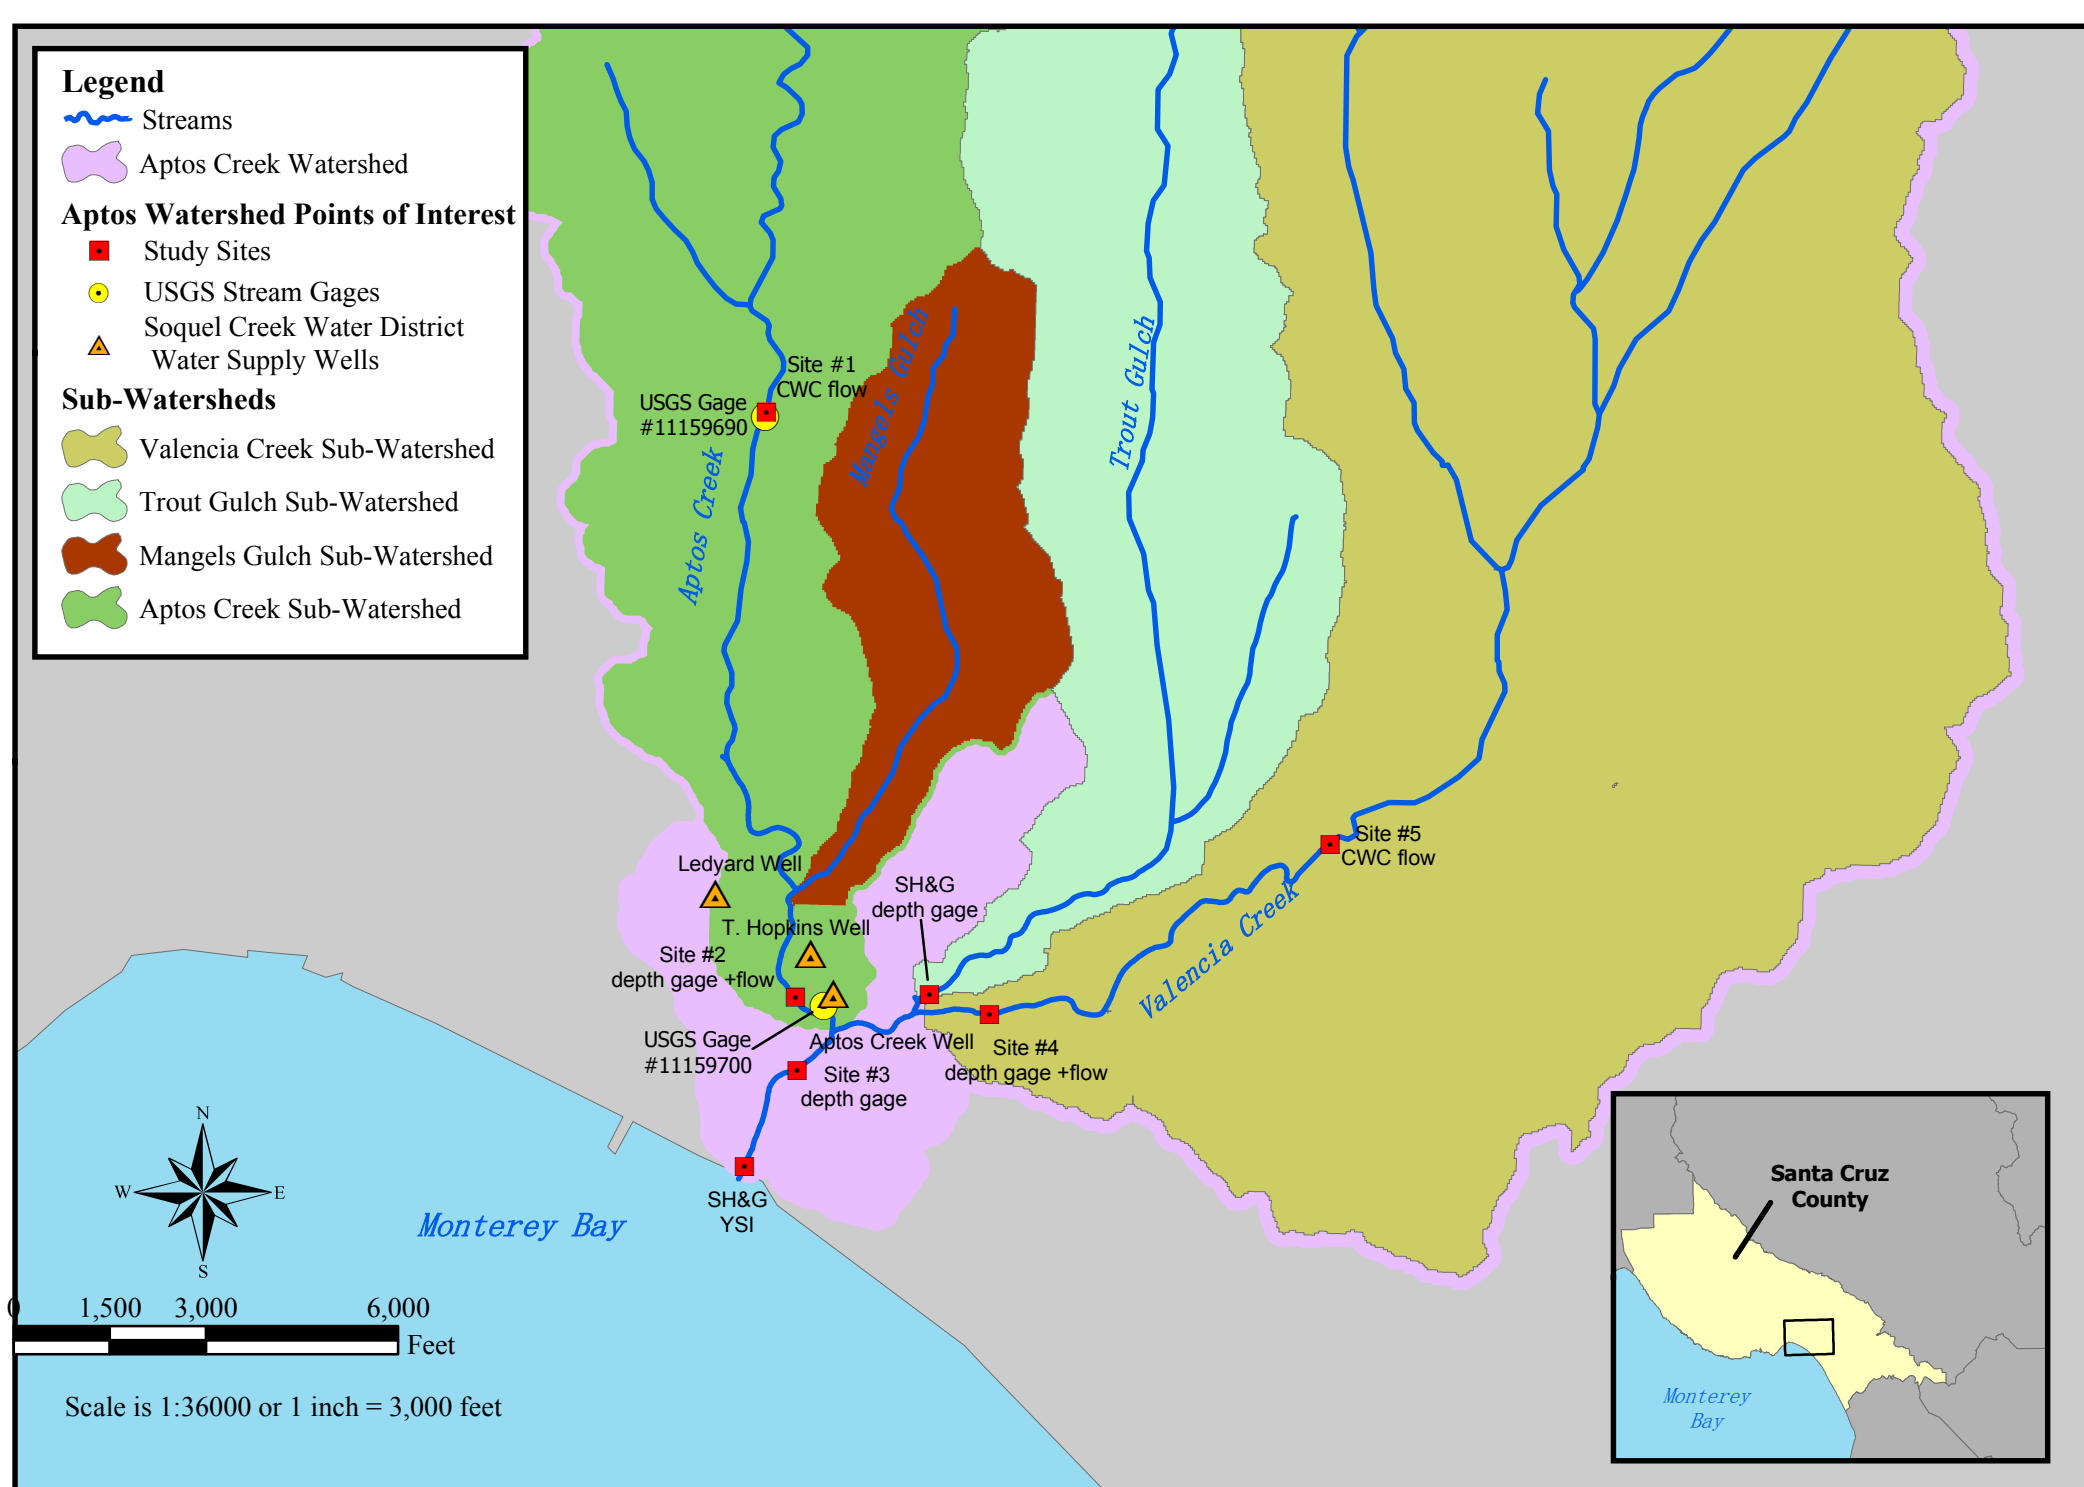 Legend
Streams
Aptos Creek Watershed
Aptos Watershed Points of Interest
Study Sites
USGS Stream Gages
Soquel Creek Water District
Water Supply Wells
Sub-Watersheds
Valencia Creek Sub-Watershed
Trout Gulch Sub-Watershed
Mangels Gulch Sub-Watershed
Aptos Creek Sub-Watershed
Site #1
CWC flow
USGS Gage
#11159690
Aptos Creek
Mangels Gulch
Trout Gulch
Site #5
CWC flow
Valencia Creek
Ledyard Well
SH&G
depth gage
T. Hopkins Well
Site #2
depth gage +flow
USGS Gage
#11159700
Aptos Creek Well
Site #4
depth gage +flow
Site #3
depth gage
SH&G
YSI
Monterey Bay
N
W
E
S
0 1,500 3,000 6,000
Feet
Scale is 1:36000 or 1 inch = 3,000 feet
Santa Cruz
County
Monterey
Bay